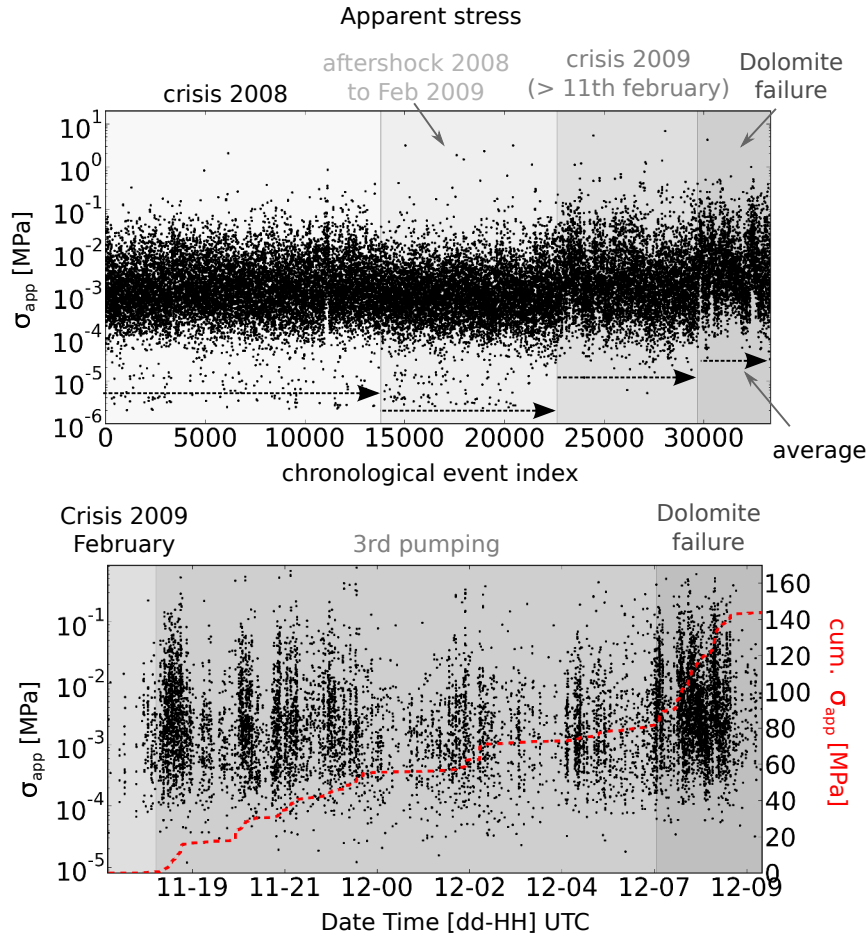 Apparent stress
crisis 2008
aftershock 2008
to Feb 2009
crisis 2009
(> 11th february)
Dolomite
failure
σapp [MPa]
10^1
10^0
10^-1
10^-2
10^-3
10^-4
10^-5
10^-6
0 5000 10000 15000 20000 25000 30000
chronological event index
average
Crisis 2009
February
3rd pumping
Dolomite
failure
σapp [MPa]
10^-1
10^-2
10^-3
10^-4
10^-5
160
140
120
100
80
60
40
20
0
cum. σapp [MPa]
11-19 11-21 12-00 12-02 12-04 12-07 12-09
Date Time [dd-HH] UTC